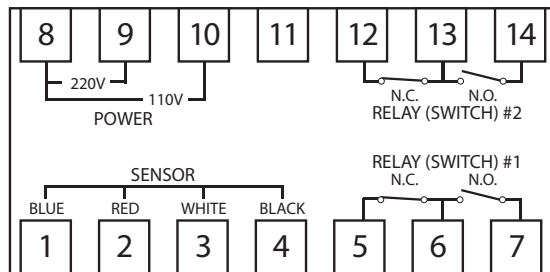 8 9 10 11 12 13 14
220V
110V
POWER
N.C. N.O.
RELAY (SWITCH) #2
RELAY (SWITCH) #1
N.C. N.O.
SENSOR
BLUE RED WHITE BLACK
1 2 3 4 5 6 7